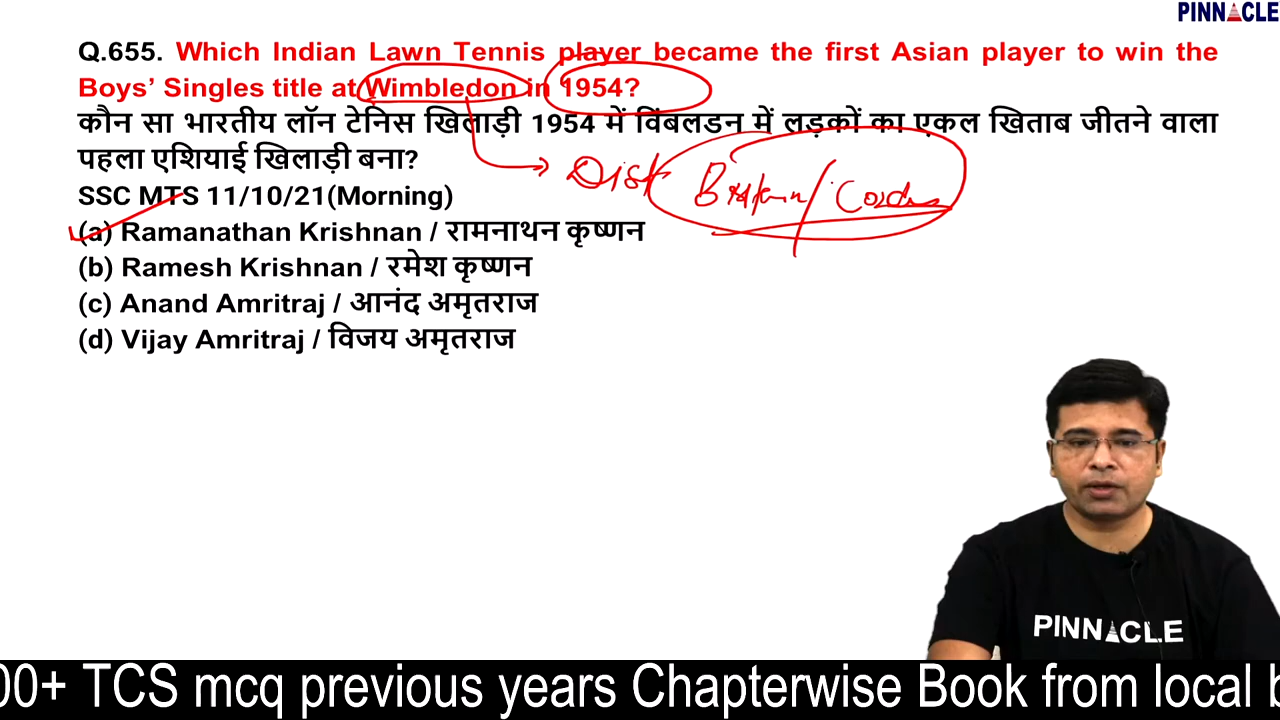 PINNACLE
Q.655. Which Indian Lawn Tennis player became the first Asian player to win the
Boys’ Singles title at Wimbledon in 1954?
कौन सा भारतीय लॉन टेनिस खिलाड़ी 1954 में विंबलडन में लड़कों का एकल खिताब जीतने वाला
पहला एशियाई खिलाड़ी बना?
SSC MTS 11/10/21(Morning)
(a) Ramanathan Krishnan / रामनाथन कृष्णन
(b) Ramesh Krishnan / रमेश कृष्णन
(c) Anand Amritraj / आनंद अमृतराज
(d) Vijay Amritraj / विजय अमृतराज
PINNACLE
00+ TCS mcq previous years Chapterwise Book from local b